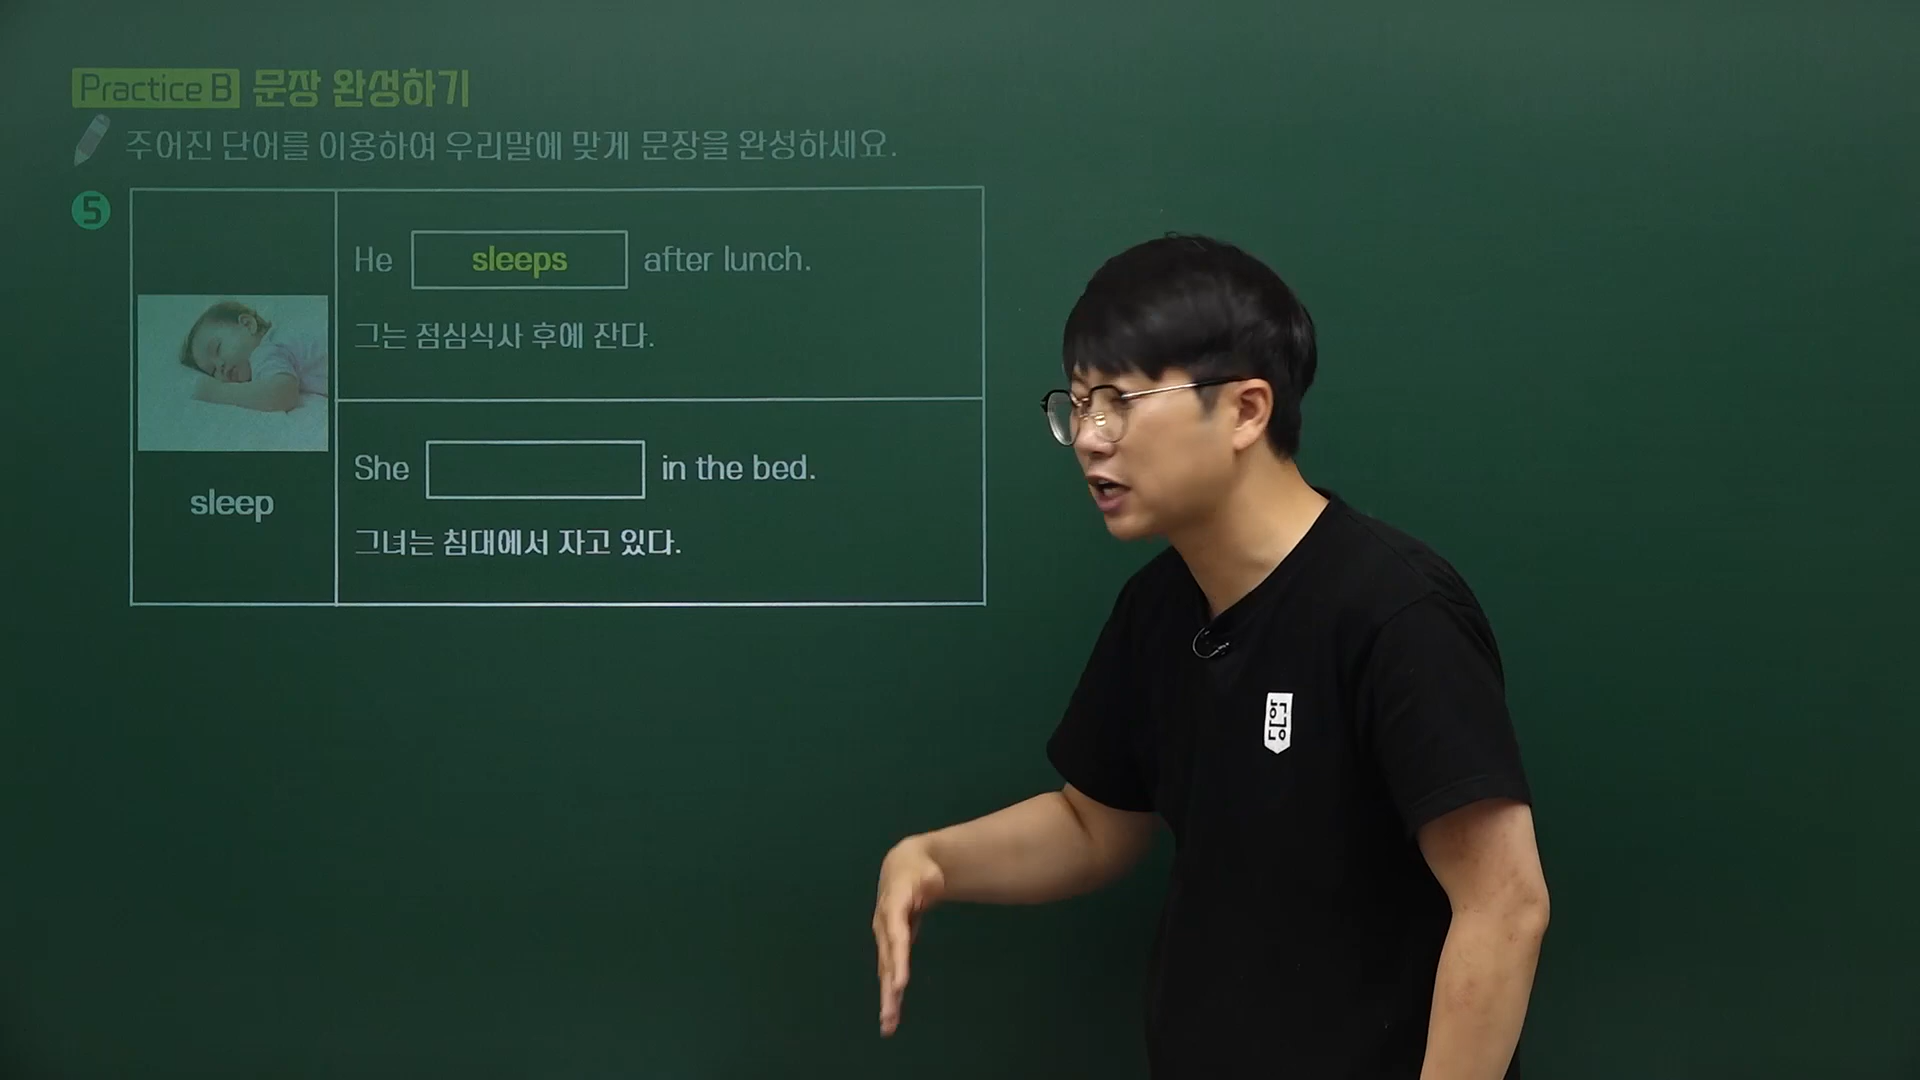 Practice B 문장 완성하기
주어진 단어를 이용하여 우리말에 맞게 문장을 완성하세요.
5
He sleeps after lunch.
그는 점심식사 후에 잔다.
sleep
She in the bed.
그녀는 침대에서 자고 있다.